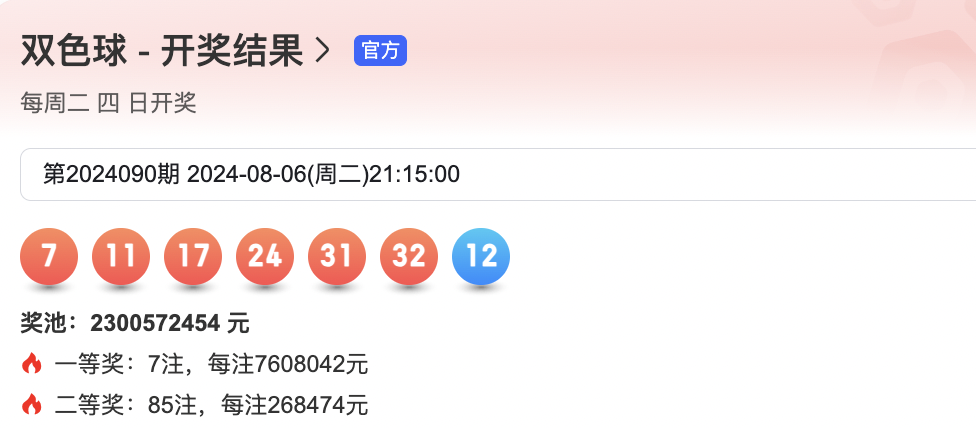 双色球 - 开奖结果 > 官方
每周二 四 日开奖
第2024090期 2024-08-06(周二)21:15:00
7 11 17 24 31 32 12
奖池：2300572454 元
一等奖：7注，每注7608042元
二等奖：85注，每注268474元